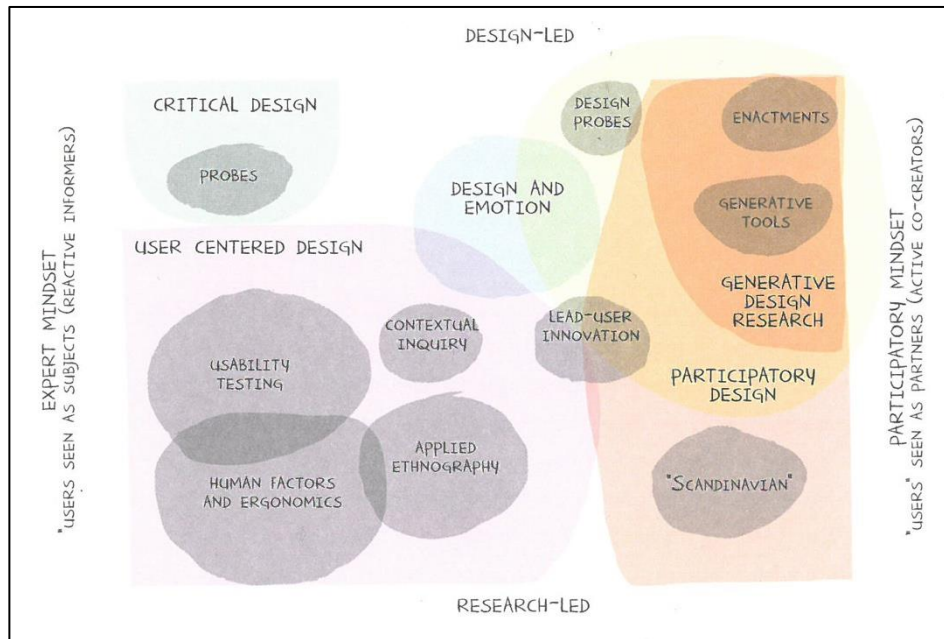 DESIGN-LED
CRITICAL DESIGN
PROBES
DESIGN
PROBES
ENACTMENTS
DESIGN AND
EMOTION
GENERATIVE
TOOLS
USER CENTERED DESIGN
GENERATIVE
DESIGN
RESEARCH
CONTEXTUAL
INQUIRY
LEAD-USER
INNOVATION
USABILITY
TESTING
PARTICIPATORY
DESIGN
APPLIED
ETHNOGRAPHY
HUMAN FACTORS
AND ERGONOMICS
"SCANDINAVIAN"
RESEARCH-LED
EXPERT MINDSET
"USERS SEEN AS SUBJECTS (REACTIVE INFORMERS)
PARTICIPATORY MINDSET
"USERS" SEEN AS PARTNERS (ACTIVE CO-CREATORS)